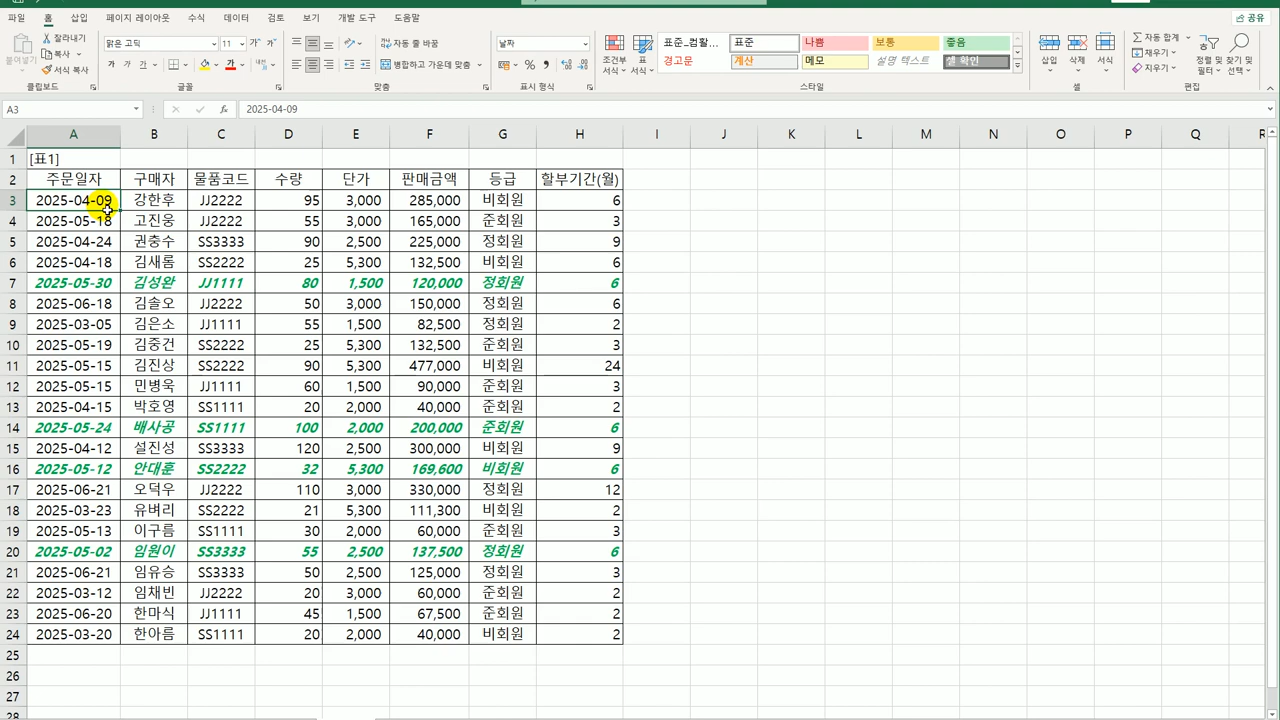 파일 홈 삽입 페이지 레이아웃 수식 데이터 검토 보기 개발 도구 도움말 공유
잘라내기 맑은 고딕 11 자동 줄 바꿈 날짜 표준_컴활... 표준 나쁨 보통 좋음 자동 합계
붙여넣기 복사 조건부 서식 표 서식 삽입 삭제 서식 채우기 정렬 및 필터 찾기 및 선택
서식 복사 가 가 가 병합하고 가운데 맞춤 % 경고문 계산 메모 설명 텍스트 셀 확인 지우기
클립보드 글꼴 맞춤 표시 형식 스타일 셀 편집
A3 fx 2025-04-09
A B C D E F G H I J K L M N O P Q R
1 [표1]
2 주문일자 구매자 물품코드 수량 단가 판매금액 등급 할부기간(월)
3 2025-04-09 강한후 JJ2222 95 3,000 285,000 비회원 6
4 2025-05-18 고진웅 JJ2222 55 3,000 165,000 준회원 3
5 2025-04-24 권충수 SS3333 90 2,500 225,000 정회원 9
6 2025-04-18 김새롬 SS2222 25 5,300 132,500 비회원 6
7 2025-05-30 김성완 JJ1111 80 1,500 120,000 정회원 6
8 2025-06-18 김솔오 JJ2222 50 3,000 150,000 정회원 6
9 2025-03-05 김은소 JJ1111 55 1,500 82,500 정회원 2
10 2025-05-19 김중건 SS2222 25 5,300 132,500 준회원 3
11 2025-05-15 김진상 SS2222 90 5,300 477,000 비회원 24
12 2025-05-15 민병욱 JJ1111 60 1,500 90,000 준회원 3
13 2025-04-15 박호영 SS1111 20 2,000 40,000 준회원 2
14 2025-05-24 배사공 SS1111 100 2,000 200,000 준회원 6
15 2025-04-12 설진성 SS3333 120 2,500 300,000 정회원 9
16 2025-05-12 안대훈 SS2222 32 5,300 169,600 비회원 6
17 2025-06-21 오덕우 JJ2222 110 3,000 330,000 정회원 12
18 2025-03-23 유벼리 SS2222 21 5,300 111,300 비회원 2
19 2025-05-13 이구름 SS1111 30 2,000 60,000 준회원 3
20 2025-05-02 임원이 SS3333 55 2,500 137,500 정회원 6
21 2025-06-21 임유승 SS3333 50 2,500 125,000 정회원 3
22 2025-03-12 임채빈 JJ2222 20 3,000 60,000 준회원 2
23 2025-06-20 한마식 JJ1111 45 1,500 67,500 준회원 2
24 2025-03-20 한아름 SS1111 20 2,000 40,000 비회원 2
25
26
27
28